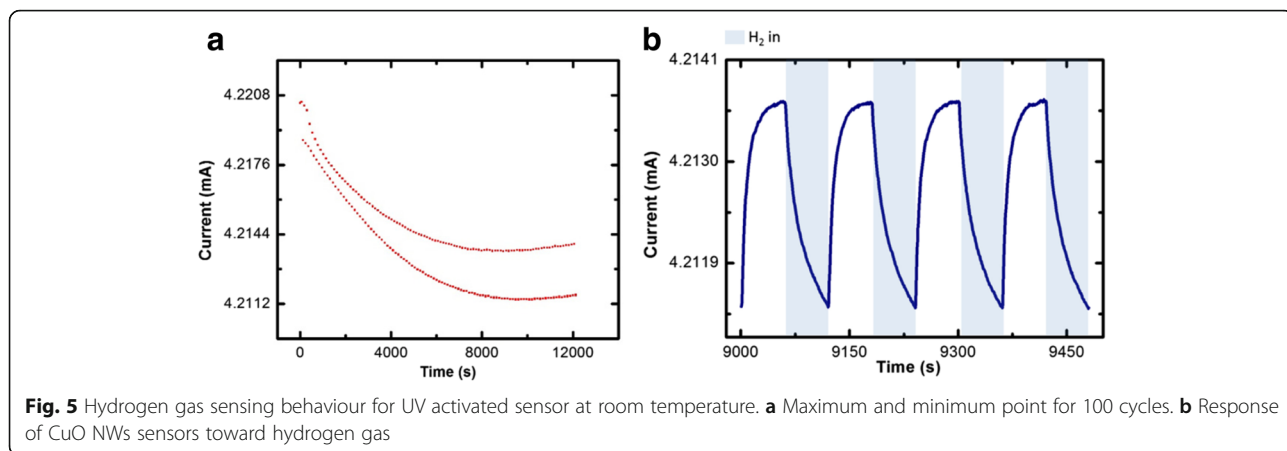 a
4.2208
4.2176
4.2144
4.2112
Current (mA)
0
4000
8000
12000
Time (s)
b
H₂ in
4.2141
4.2130
4.2119
Current (mA)
9000
9150
9300
9450
Time (s)
Fig. 5 Hydrogen gas sensing behaviour for UV activated sensor at room temperature. a Maximum and minimum point for 100 cycles. b Response
of CuO NWs sensors toward hydrogen gas